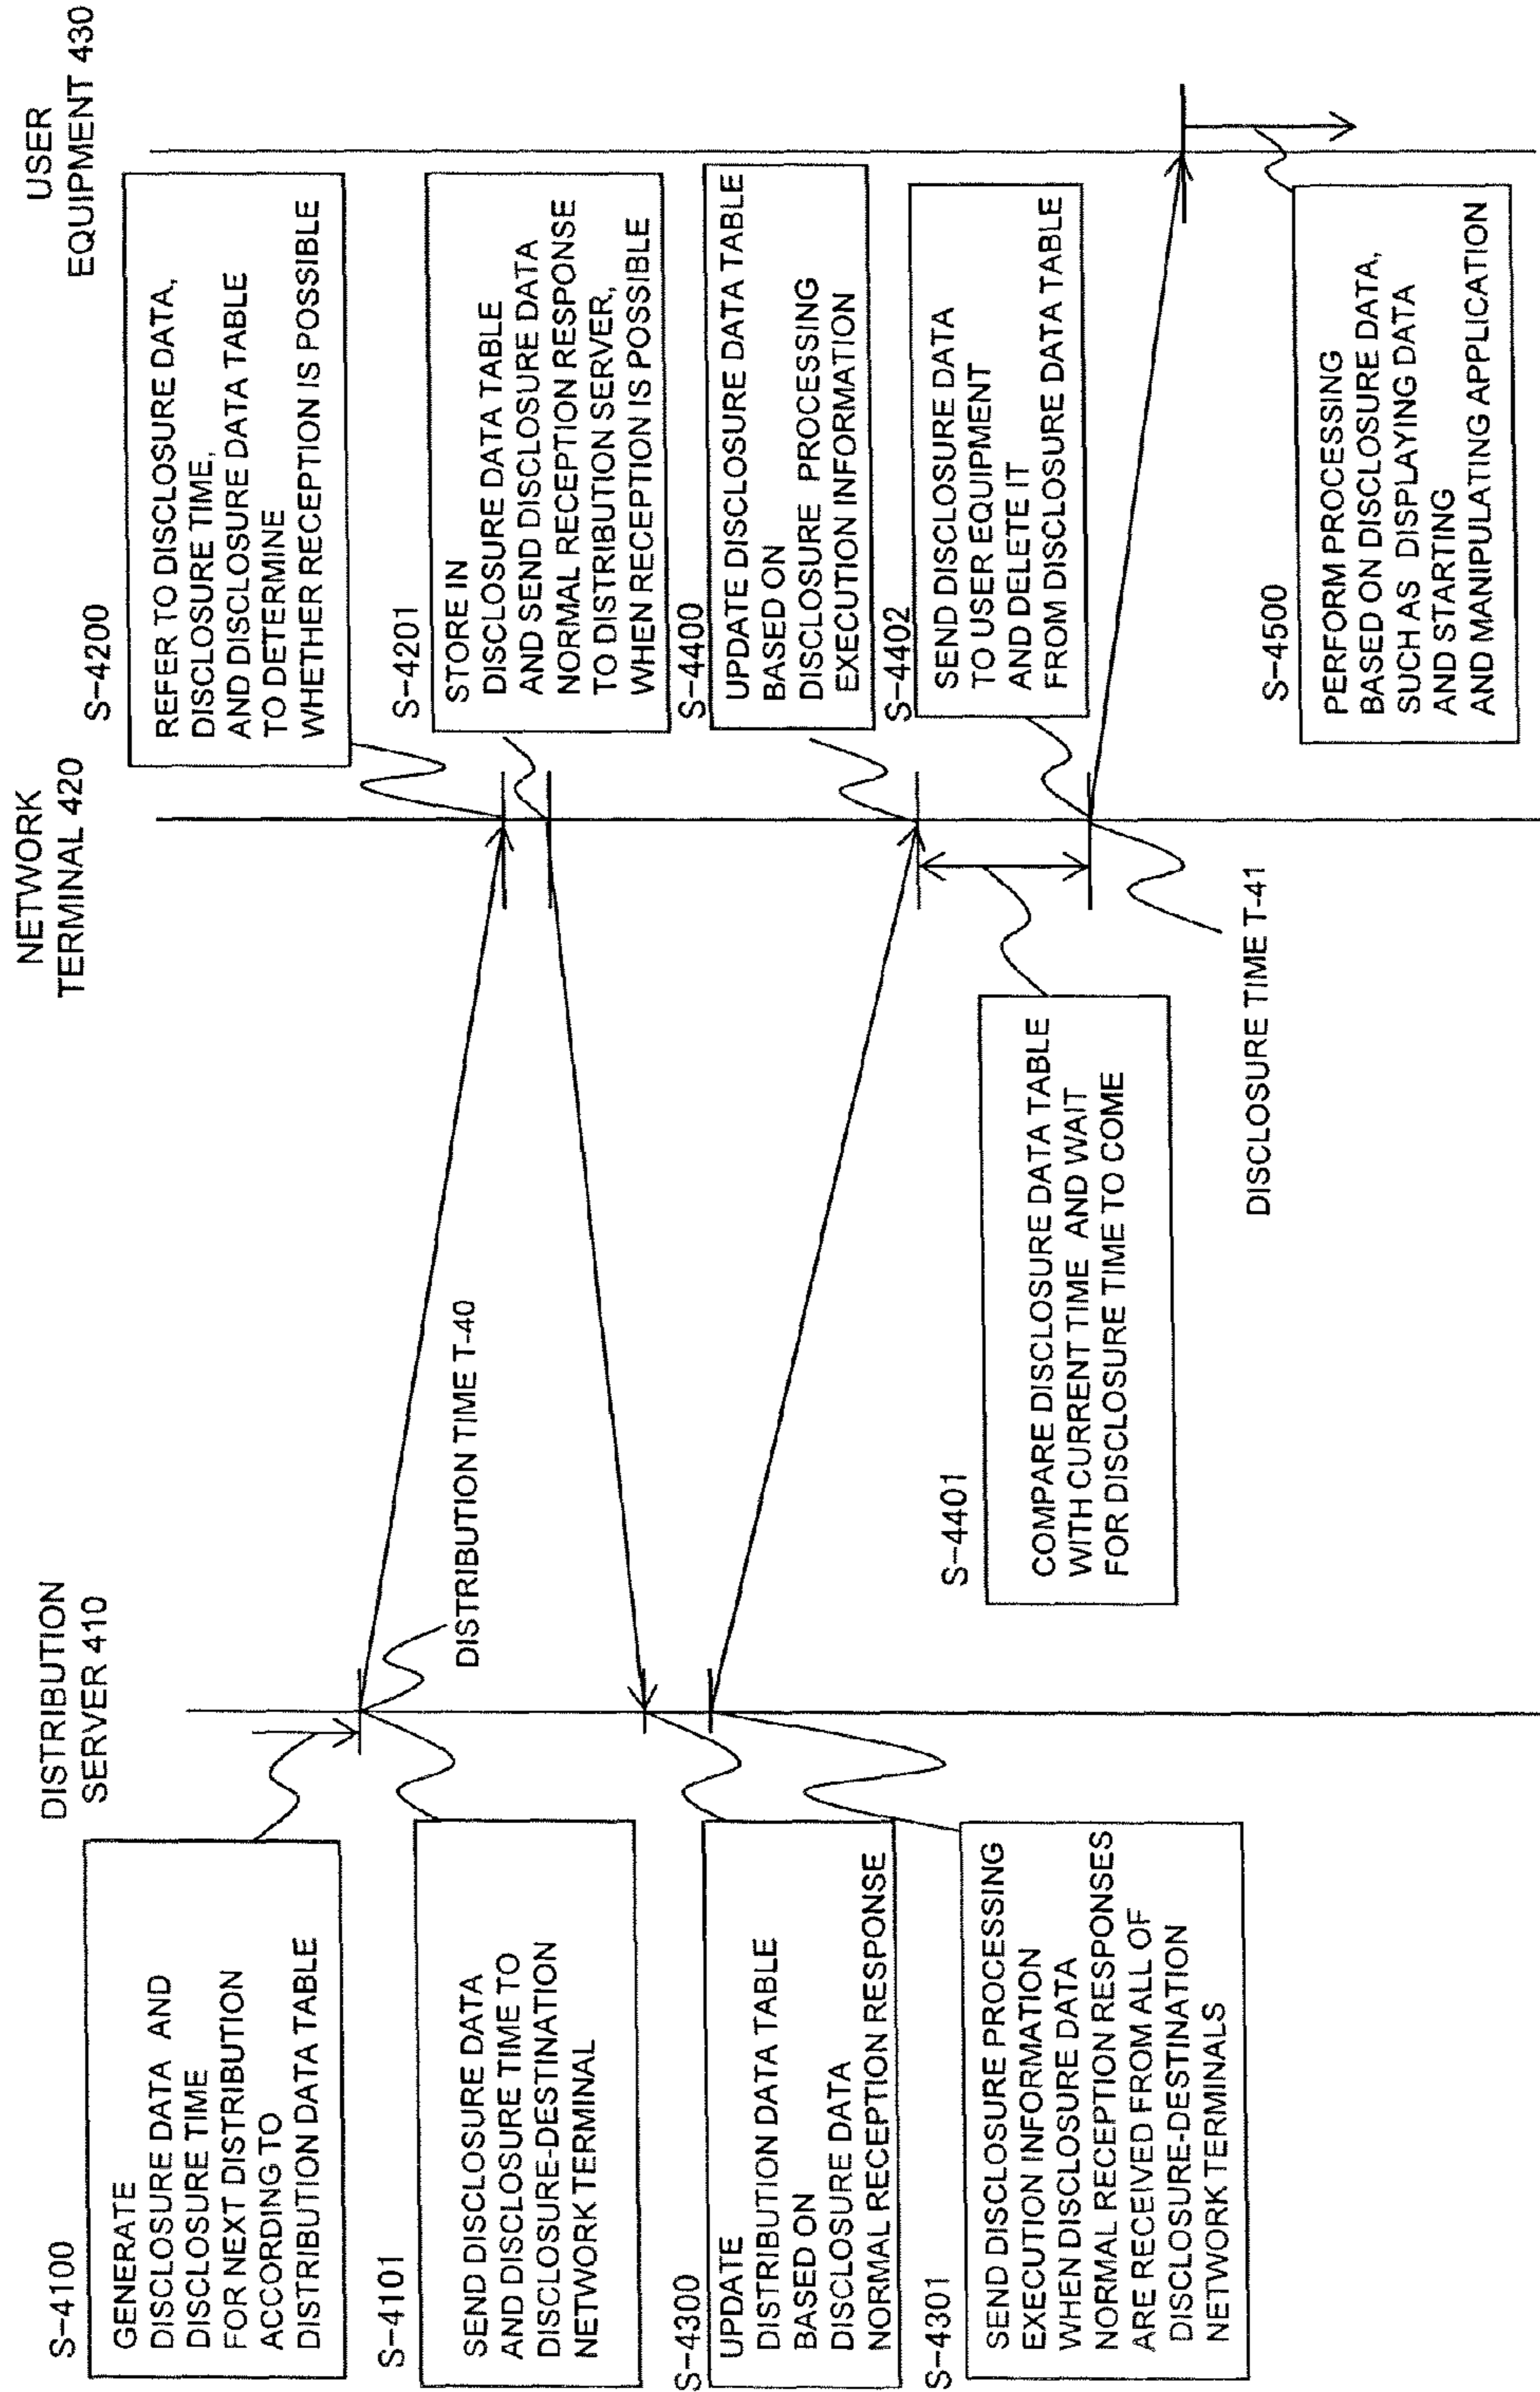 DISTRIBUTION
SERVER 410
NETWORK
TERMINAL 420
USER
EQUIPMENT 430
S-4100
GENERATE
DISCLOSURE DATA AND
DISCLOSURE TIME
FOR NEXT DISTRIBUTION
ACCORDING TO
DISTRIBUTION DATA TABLE
S-4101
SEND DISCLOSURE DATA
AND DISCLOSURE TIME TO
DISCLOSURE-DESTINATION
NETWORK TERMINAL
S-4300
UPDATE
DISTRIBUTION DATA TABLE
BASED ON
DISCLOSURE DATA
NORMAL RECEPTION RESPONSE
S-4301
SEND DISCLOSURE PROCESSING
EXECUTION INFORMATION
WHEN DISCLOSURE DATA
NORMAL RECEPTION RESPONSES
ARE RECEIVED FROM ALL OF
DISCLOSURE-DESTINATION
NETWORK TERMINALS
DISTRIBUTION TIME T-40
S-4401
COMPARE DISCLOSURE DATA TABLE
WITH CURRENT TIME AND WAIT
FOR DISCLOSURE TIME TO COME
DISCLOSURE TIME T-41
S-4200
REFER TO DISCLOSURE DATA,
DISCLOSURE TIME,
AND DISCLOSURE DATA TABLE
TO DETERMINE
WHETHER RECEPTION IS POSSIBLE
S-4201
STORE IN
DISCLOSURE DATA TABLE
AND SEND DISCLOSURE DATA
NORMAL RECEPTION RESPONSE
TO DISTRIBUTION SERVER,
WHEN RECEPTION IS POSSIBLE
S-4400
UPDATE DISCLOSURE DATA TABLE
BASED ON
DISCLOSURE PROCESSING
EXECUTION INFORMATION
S-4402
SEND DISCLOSURE DATA
TO USER EQUIPMENT
AND DELETE IT
FROM DISCLOSURE DATA TABLE
S-4500
PERFORM PROCESSING
BASED ON DISCLOSURE DATA,
SUCH AS DISPLAYING DATA
AND STARTING
AND MANIPULATING APPLICATION